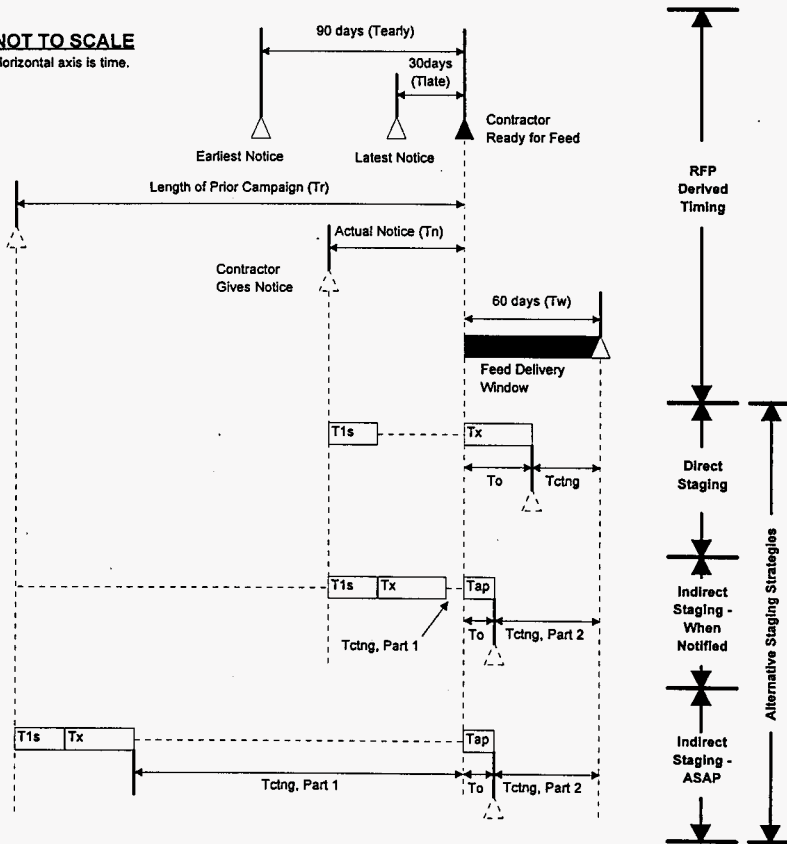 NOT TO SCALE
Horizontal axis is time.
90 days (Tearly)
30days
(Tlate)
Contractor
Ready for Feed
Earliest Notice
Latest Notice
Length of Prior Campaign (Tr)
Actual Notice (Tn)
Contractor
Gives Notice
60 days (Tw)
Feed Delivery
Window
RFP
Derived
Timing
T1s
Tx
To
Tctng
Direct
Staging
T1s
Tx
Tap
Tctng, Part 1
To
Tctng, Part 2
Indirect
Staging -
When
Notified
T1s
Tx
Tap
Tctng, Part 1
To
Tctng, Part 2
Indirect
Staging -
ASAP
Alternative Staging Strategies